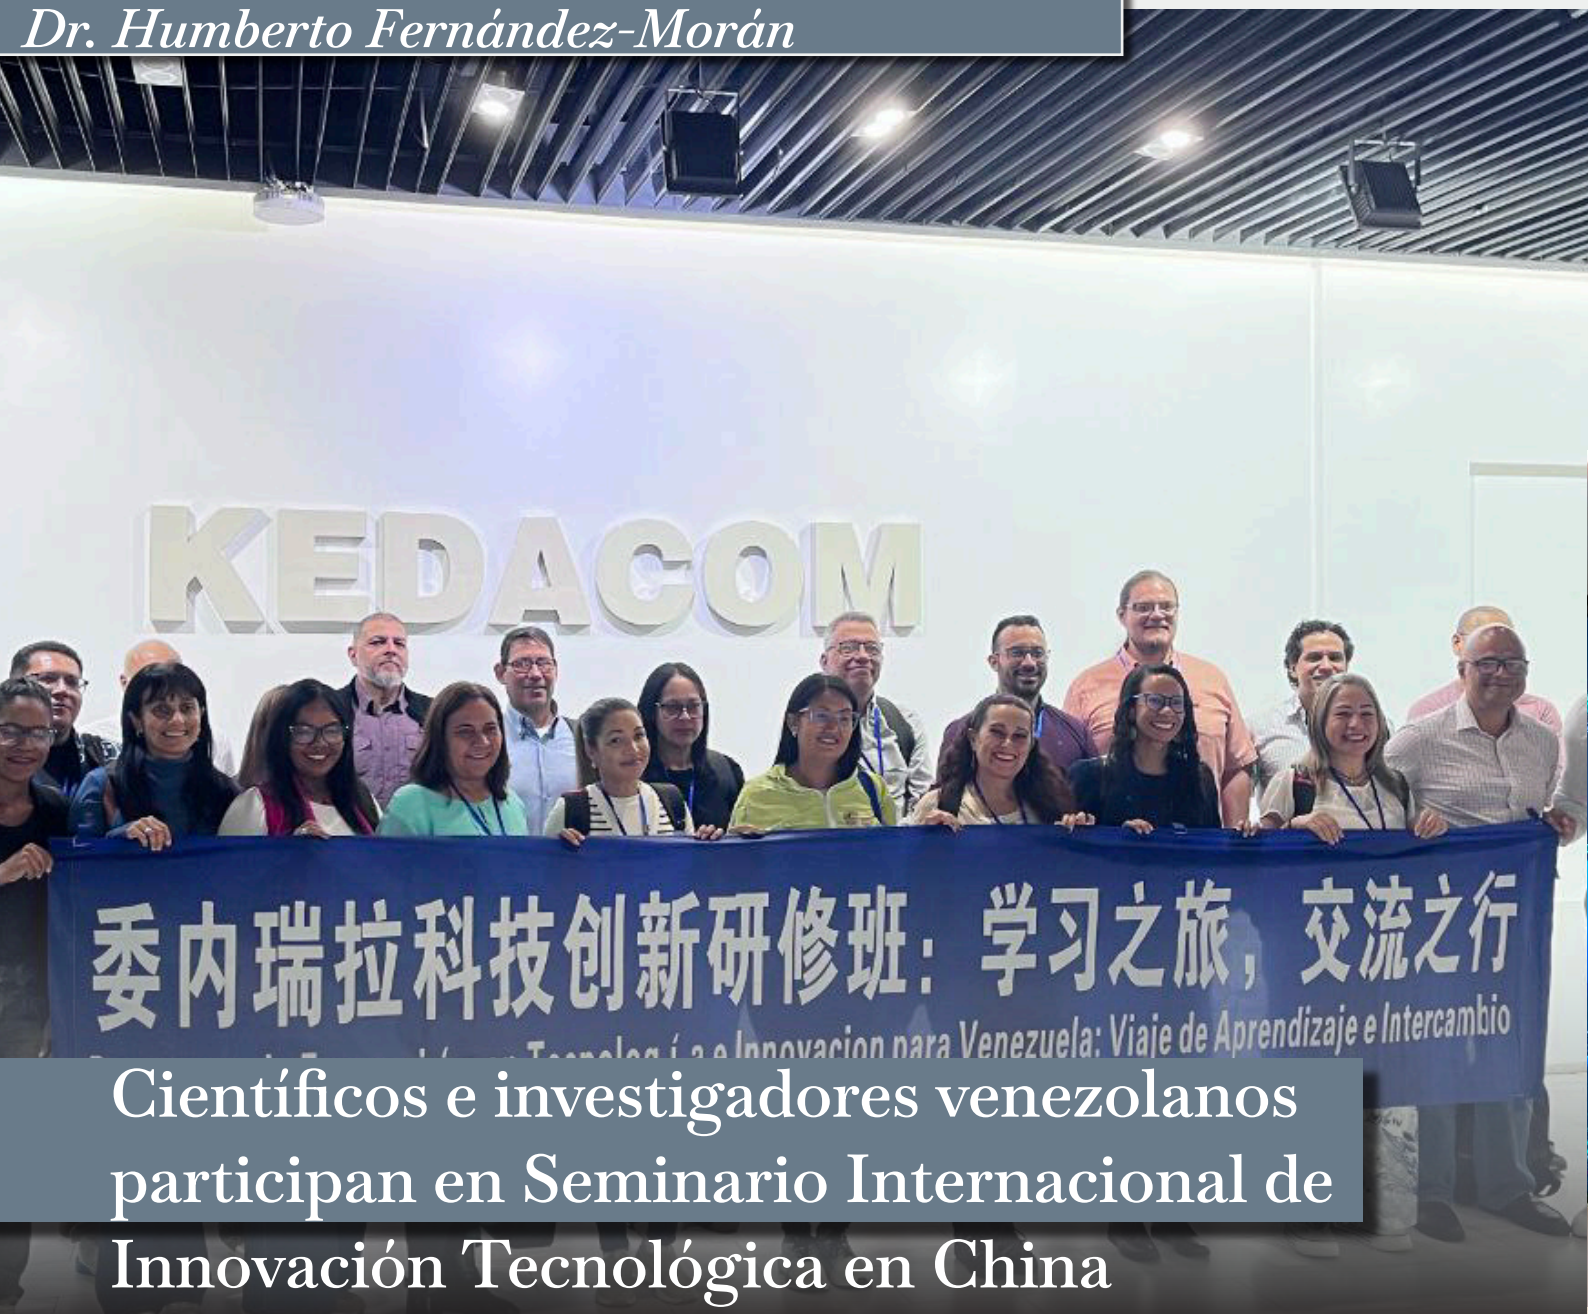 Dr. Humberto Fernández-Morán
KEDACOM
委内瑞拉科技创新研修班：学习之旅，交流之行
Tecnolog í a e Innovacion para Venezuela: Viaje de Aprendizaje e Intercambio
Científicos e investigadores venezolanos
participan en Seminario Internacional de
Innovación Tecnológica en China